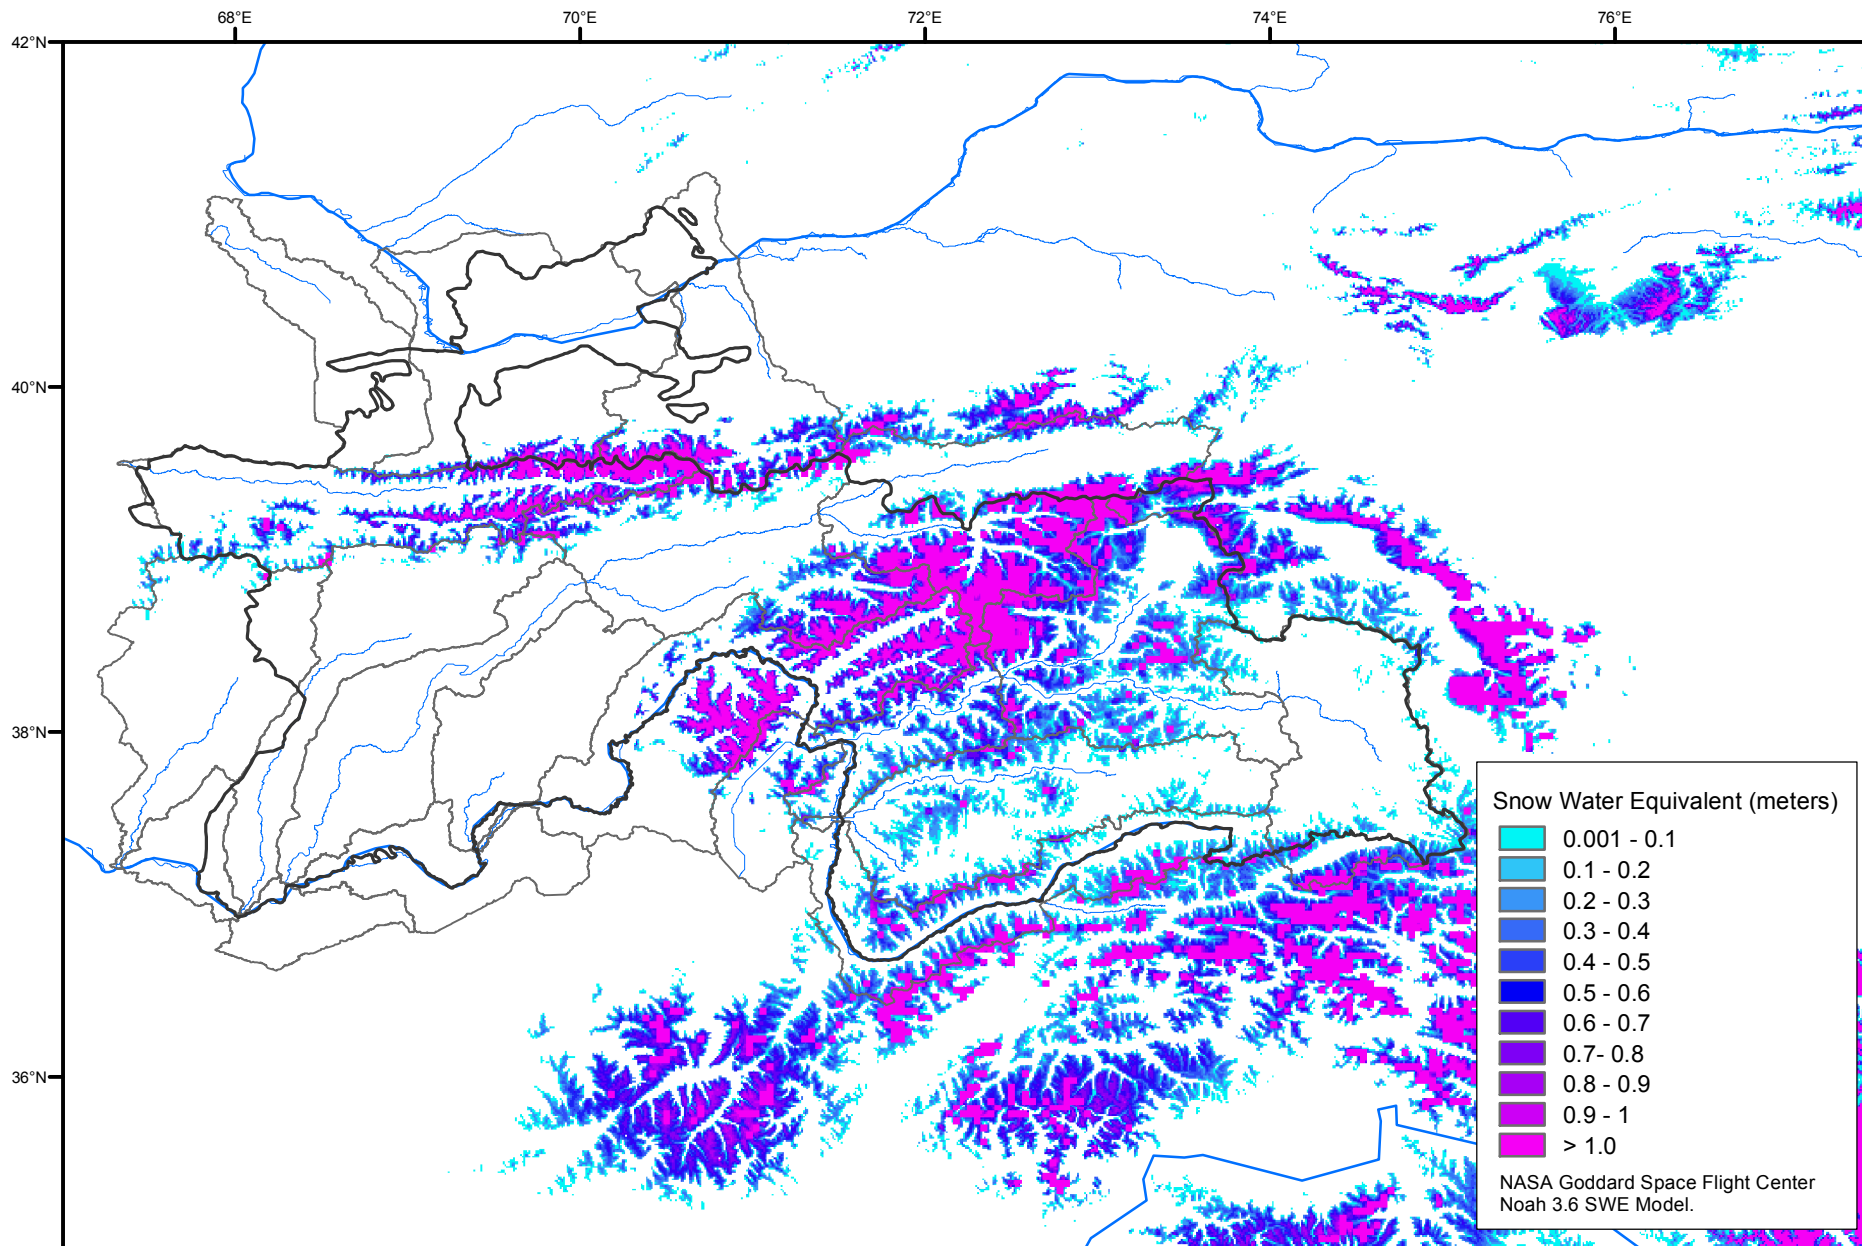 68°E 70°E 72°E 74°E 76°E
42°N
40°N
38°N
36°N
Snow Water Equivalent (meters)
0.001 - 0.1
0.1 - 0.2
0.2 - 0.3
0.3 - 0.4
0.4 - 0.5
0.5 - 0.6
0.6 - 0.7
0.7- 0.8
0.8 - 0.9
0.9 - 1
> 1.0
NASA Goddard Space Flight Center
Noah 3.6 SWE Model.